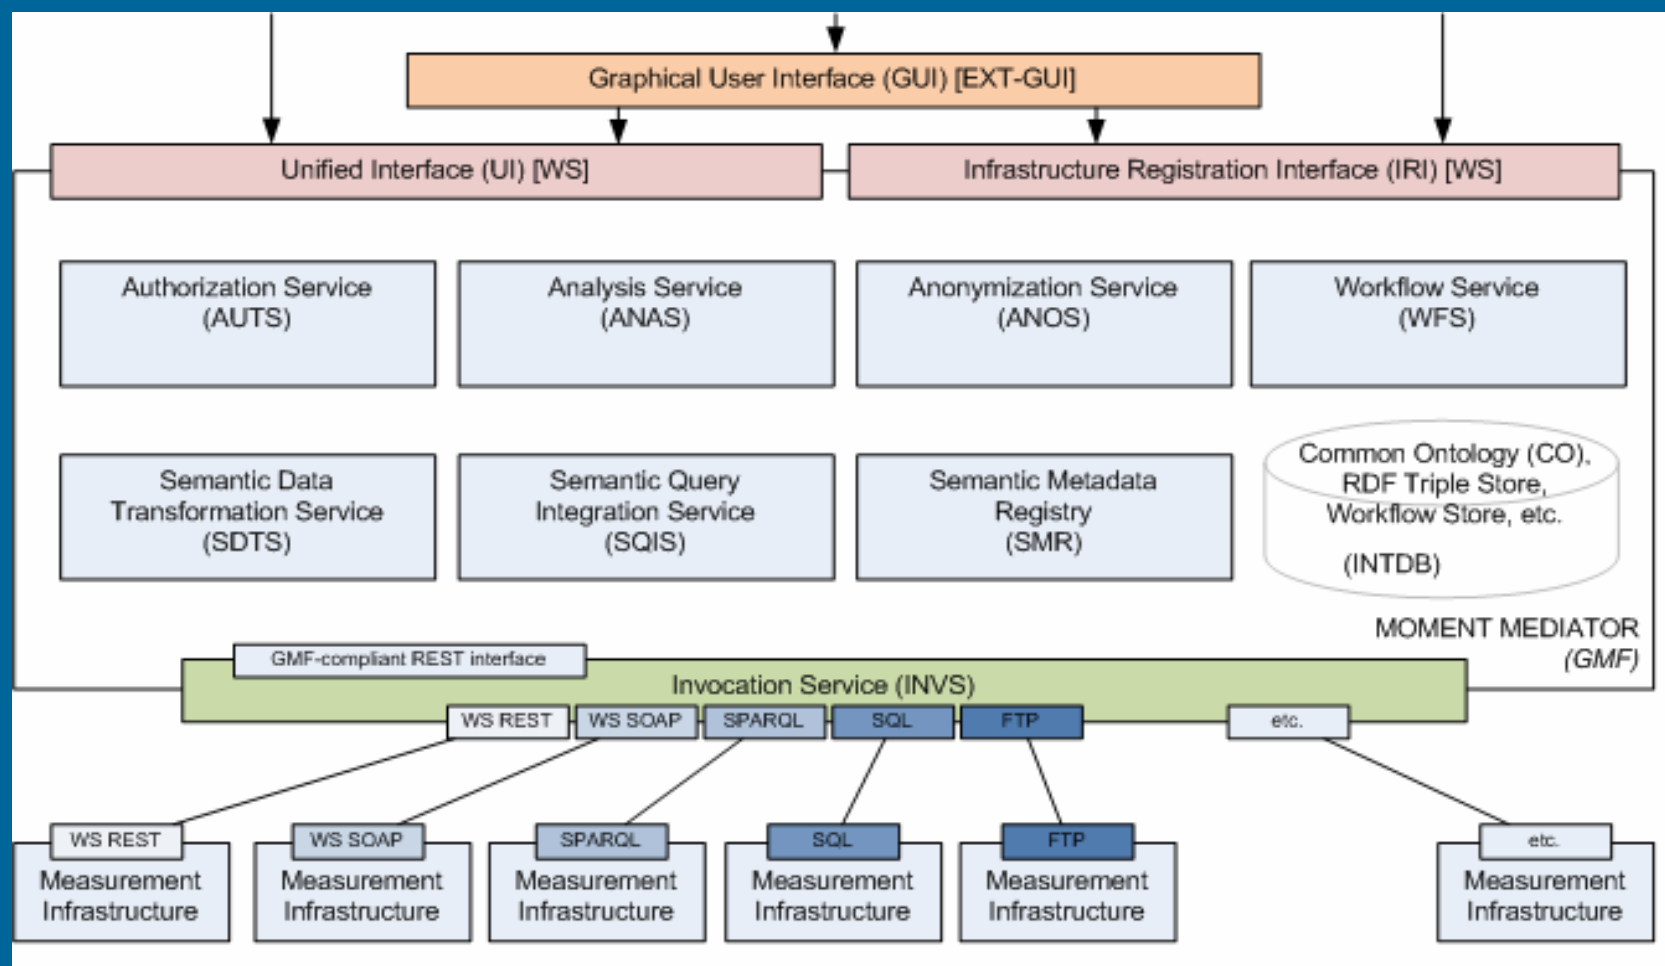 Graphical User Interface (GUI) [EXT-GUI]
Unified Interface (UI) [WS]
Infrastructure Registration Interface (IRI) [WS]
Authorization Service
(AUTS)
Analysis Service
(ANAS)
Anonymization Service
(ANOS)
Workflow Service
(WFS)
Semantic Data
Transformation Service
(SDTS)
Semantic Query
Integration Service
(SQIS)
Semantic Metadata
Registry
(SMR)
Common Ontology (CO),
RDF Triple Store,
Workflow Store, etc.
(INTDB)
MOMENT MEDIATOR
(GMF)
GMF-compliant REST interface
Invocation Service (INVS)
WS REST
WS SOAP
SPARQL
SQL
FTP
etc.
WS REST
Measurement
Infrastructure
WS SOAP
Measurement
Infrastructure
SPARQL
Measurement
Infrastructure
SQL
Measurement
Infrastructure
FTP
Measurement
Infrastructure
etc.
Measurement
Infrastructure